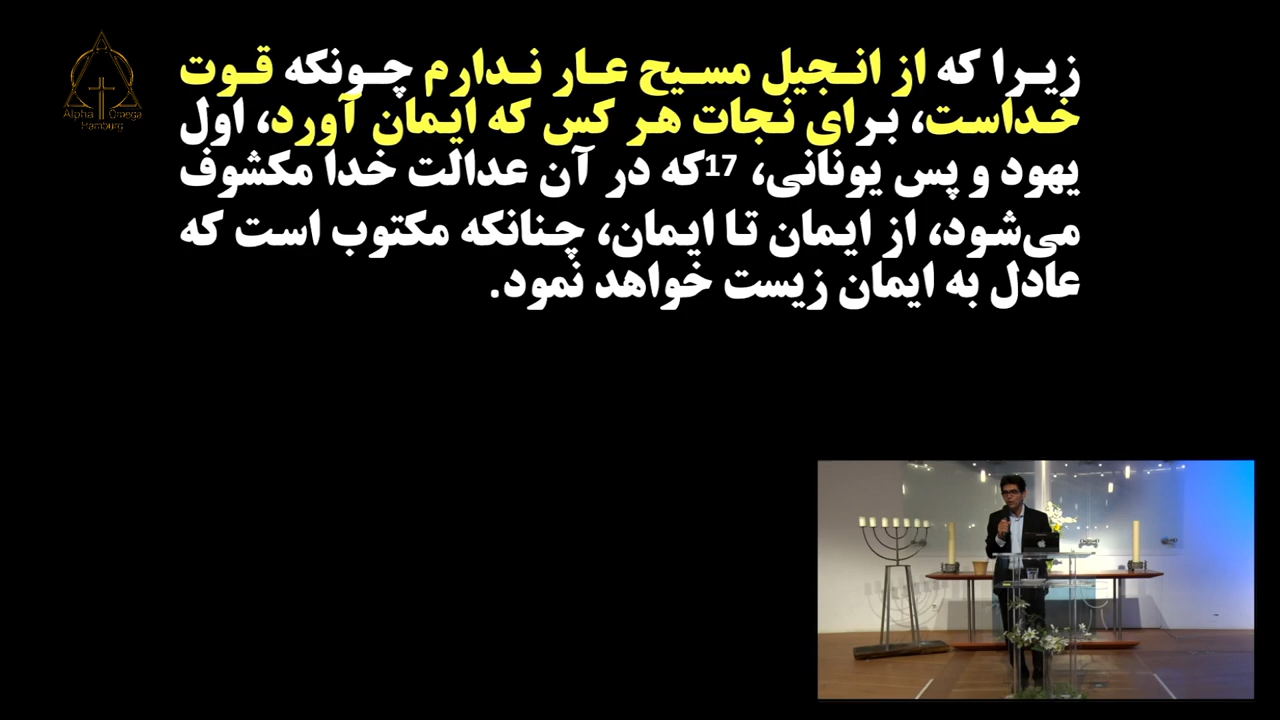 Alpha Omega
Hamburg
زیرا که از انجیل مسیح عار ندارم چونکه قوت
خداست، برای نجات هر کس که ایمان آورد، اول
یهود و پس یونانی، 17که در آن عدالت خدا مکشوف
می‌شود، از ایمان تا ایمان، چنانکه مکتوب است که
عادل به ایمان زیست خواهد نمود.